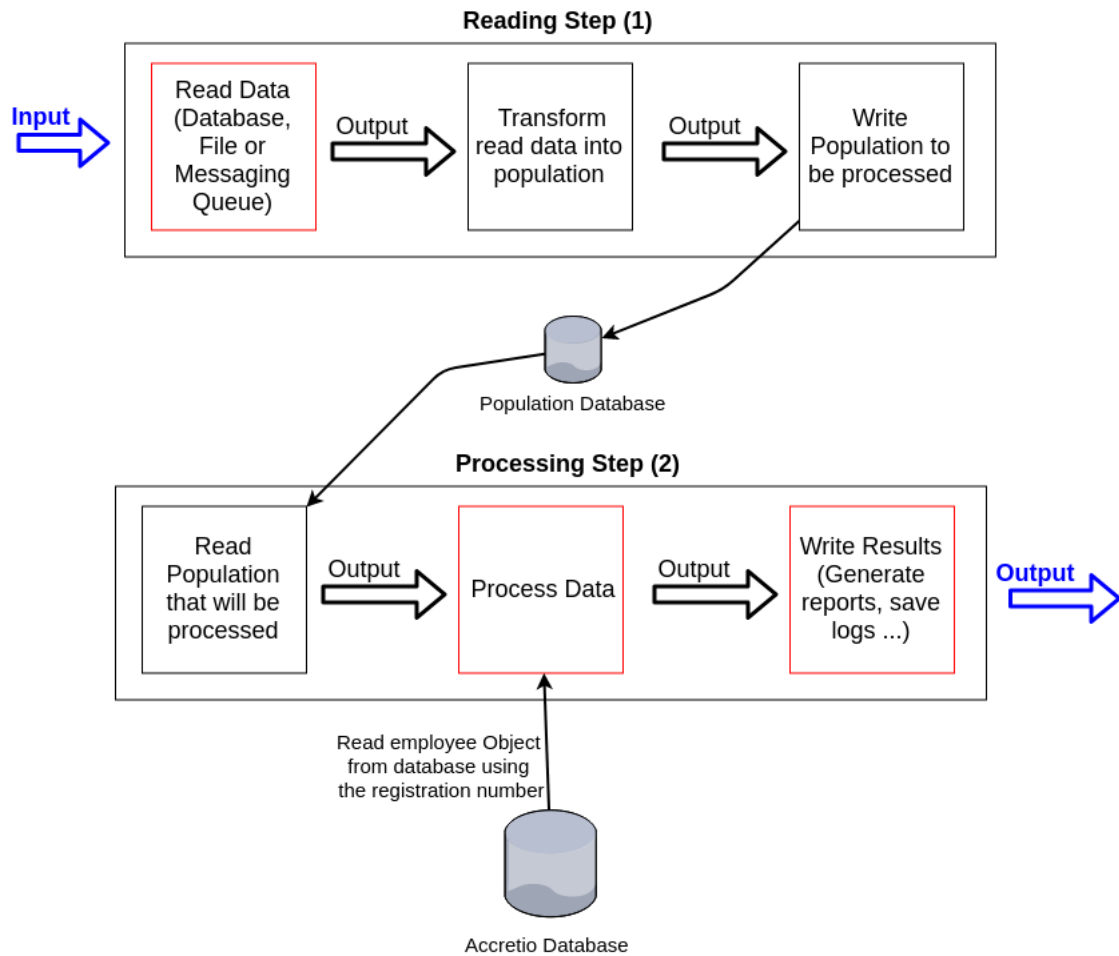 Reading Step (1)
Input
Read Data
(Database,
File or
Messaging
Queue)
Output
Transform
read data into
population
Output
Write
Population to
be processed
Population Database
Processing Step (2)
Read
Population
that will be
processed
Output
Process Data
Output
Write Results
(Generate
reports, save
logs ...)
Output
Read employee Object
from database using
the registration number
Accretio Database